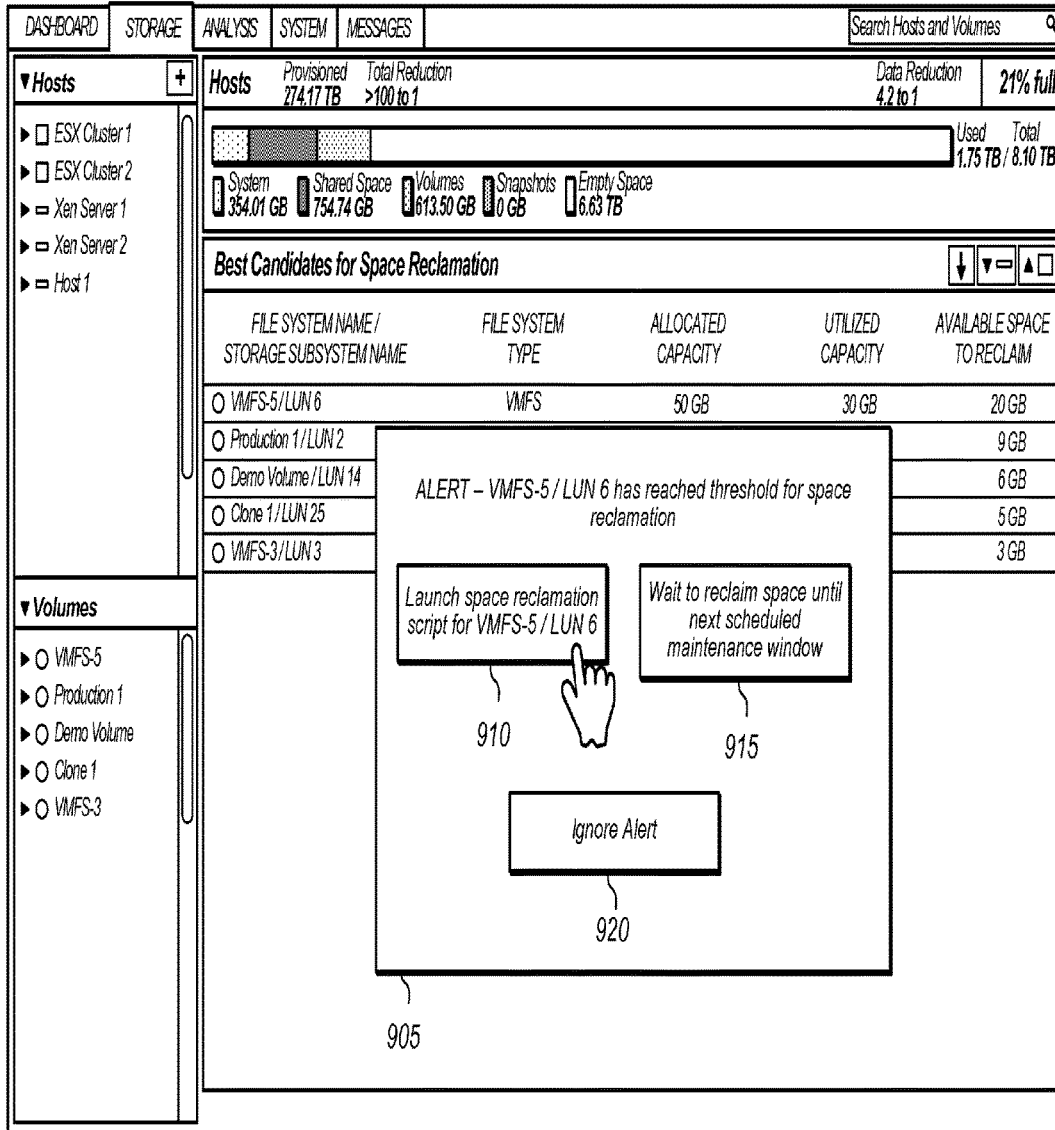 DASHBOARD STORAGE ANALYSIS SYSTEM MESSAGES Search Hosts and Volumes
Hosts +
ESX Cluster 1
ESX Cluster 2
Xen Server 1
Xen Server 2
Host 1
Volumes
VMFS-5
Production 1
Demo Volume
Clone 1
VMFS-3
Hosts Provisioned Total Reduction Data Reduction 21% full
274.17 TB >100 to 1 4.2 to 1
Used Total
1.75 TB / 8.10 TB
System Shared Space Volumes Snapshots Empty Space
354.01 GB 754.74 GB 613.50 GB 0 GB 6.63 TB
Best Candidates for Space Reclamation
FILE SYSTEM NAME / FILE SYSTEM ALLOCATED UTILIZED AVAILABLE SPACE
STORAGE SUBSYSTEM NAME TYPE CAPACITY CAPACITY TO RECLAIM
VMFS-5 / LUN 6 VMFS 50 GB 30 GB 20 GB
Production 1 / LUN 2 9 GB
Demo Volume / LUN 14 6 GB
Clone 1 / LUN 25 5 GB
VMFS-3 / LUN 3 3 GB
ALERT – VMFS-5 / LUN 6 has reached threshold for space
reclamation
Launch space reclamation
script for VMFS-5 / LUN 6
Wait to reclaim space until
next scheduled
maintenance window
910
915
Ignore Alert
920
905